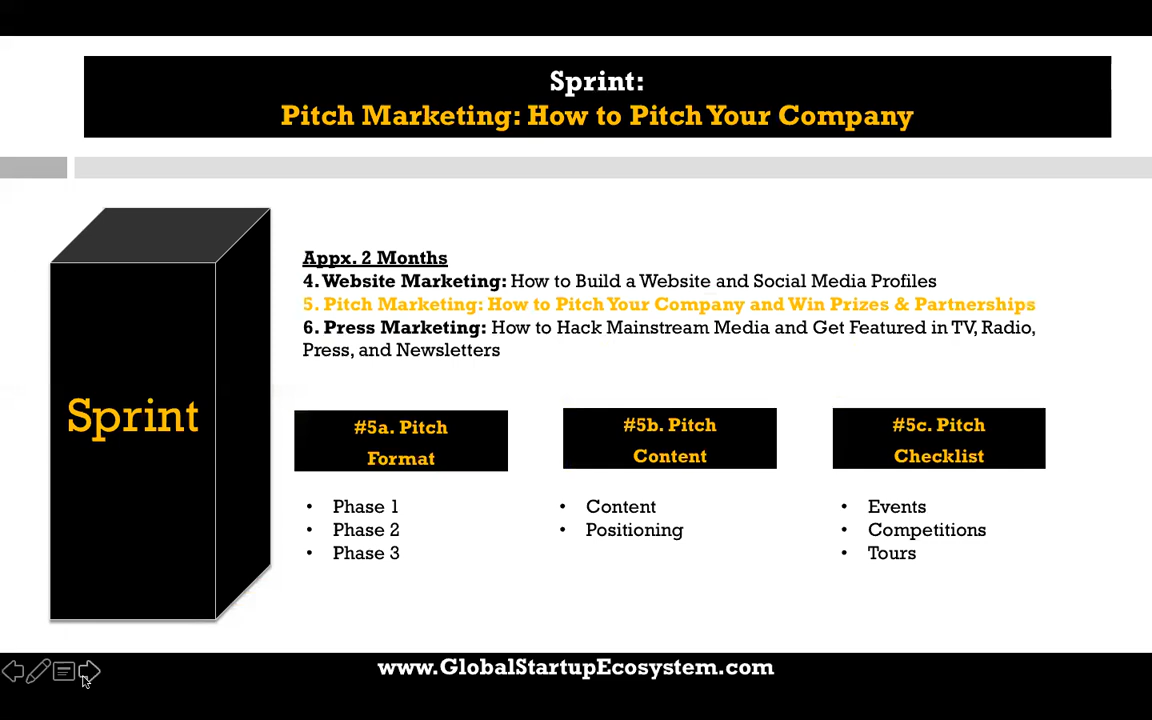 Sprint:
Pitch Marketing: How to Pitch Your Company
Appx. 2 Months
4. Website Marketing: How to Build a Website and Social Media Profiles
5. Pitch Marketing: How to Pitch Your Company and Win Prizes & Partnerships
6. Press Marketing: How to Hack Mainstream Media and Get Featured in TV, Radio,
Press, and Newsletters
Sprint
#5a. Pitch
Format
• Phase 1
• Phase 2
• Phase 3
#5b. Pitch
Content
• Content
• Positioning
#5c. Pitch
Checklist
• Events
• Competitions
• Tours
www.GlobalStartupEcosystem.com